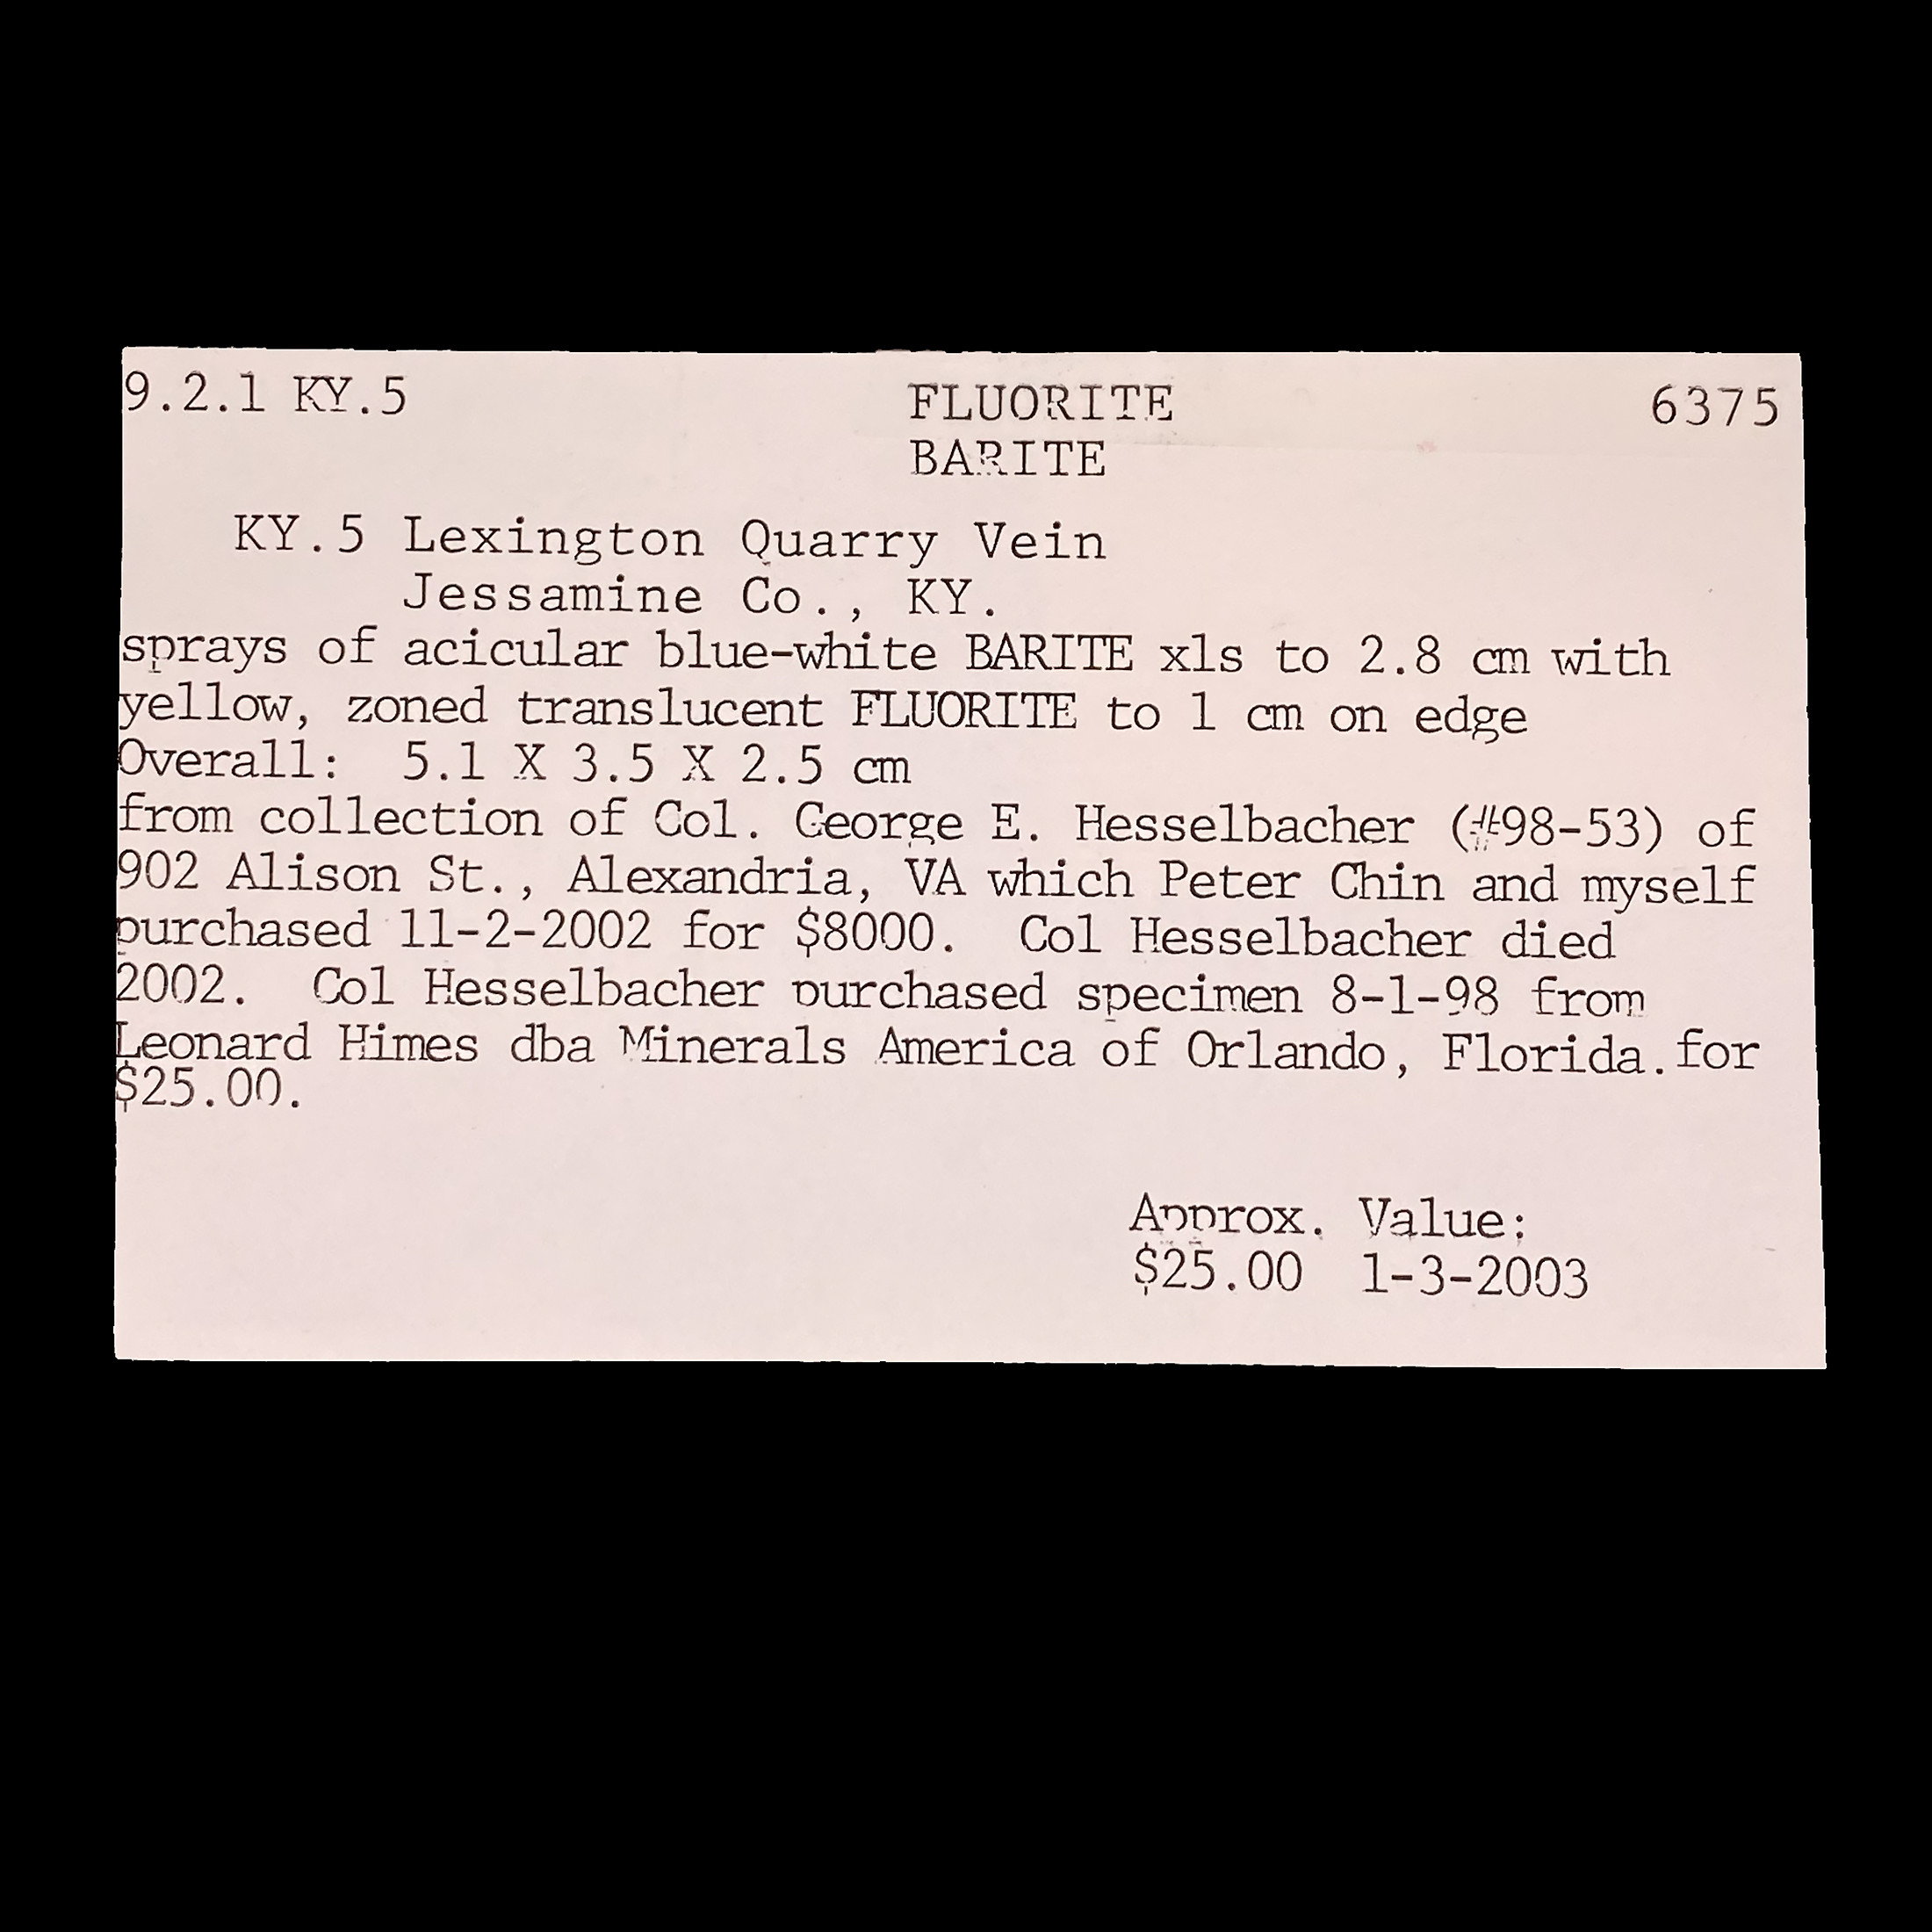 9.2.1 KY.5 FLUORITE 6375
BARITE
KY.5 Lexington Quarry Vein
Jessamine Co., KY.
sprays of acicular blue-white BARITE xls to 2.8 cm with
yellow, zoned translucent FLUORITE to 1 cm on edge
Overall: 5.1 X 3.5 X 2.5 cm
from collection of Col. George E. Hesselbacher (#98-53) of
902 Alison St., Alexandria, VA which Peter Chin and myself
purchased 11-2-2002 for $8000. Col Hesselbacher died
2002. Col Hesselbacher purchased specimen 8-1-98 from
Leonard Himes dba Minerals America of Orlando, Florida.for
$25.00.
Approx. Value:
$25.00 1-3-2003